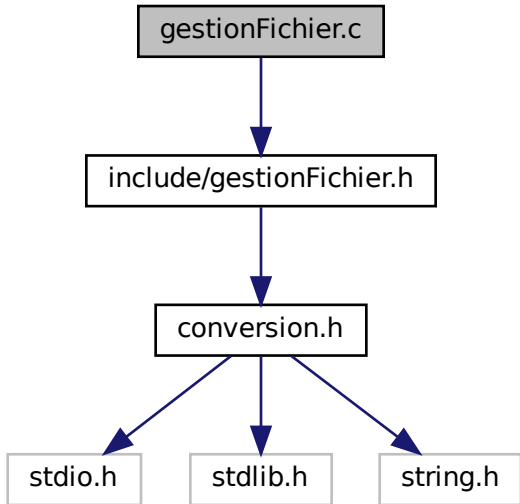 gestionFichier.c
include/gestionFichier.h
conversion.h
stdio.h
stdlib.h
string.h